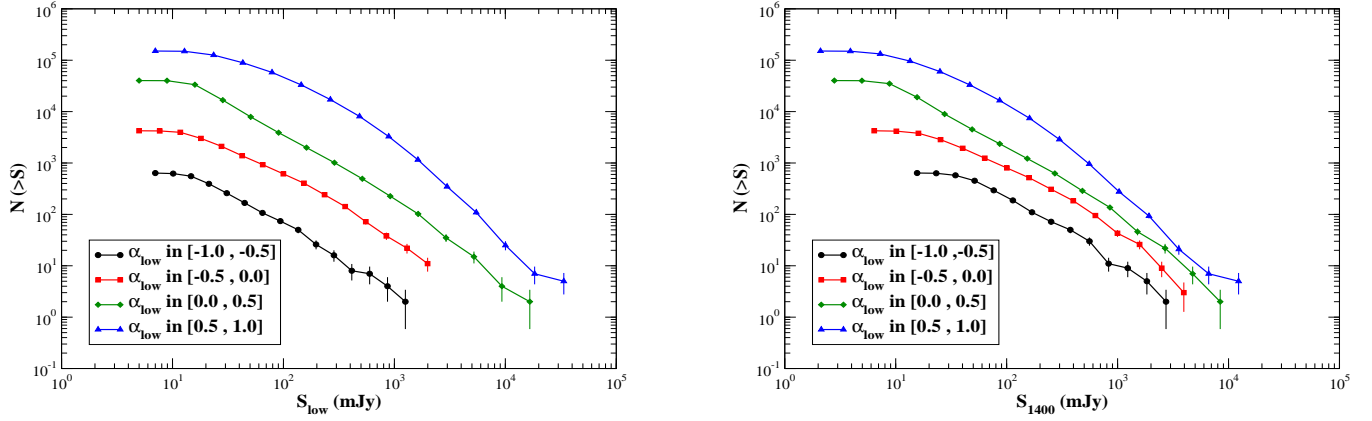 10^6
10^5
10^4
10^3
10^2
10^1
10^0
10^-1
N (>S)
α_low in [-1.0 , -0.5]
α_low in [-0.5 , 0.0]
α_low in [0.0 , 0.5]
α_low in [0.5 , 1.0]
10^0 10^1 10^2 10^3 10^4 10^5
S_low (mJy)
10^6
10^5
10^4
10^3
10^2
10^1
10^0
10^-1
N (>S)
α_low in [-1.0 ,-0.5]
α_low in [-0.5 , 0.0]
α_low in [0.0 , 0.5]
α_low in [0.5 , 1.0]
10^0 10^1 10^2 10^3 10^4 10^5
S_1400 (mJy)